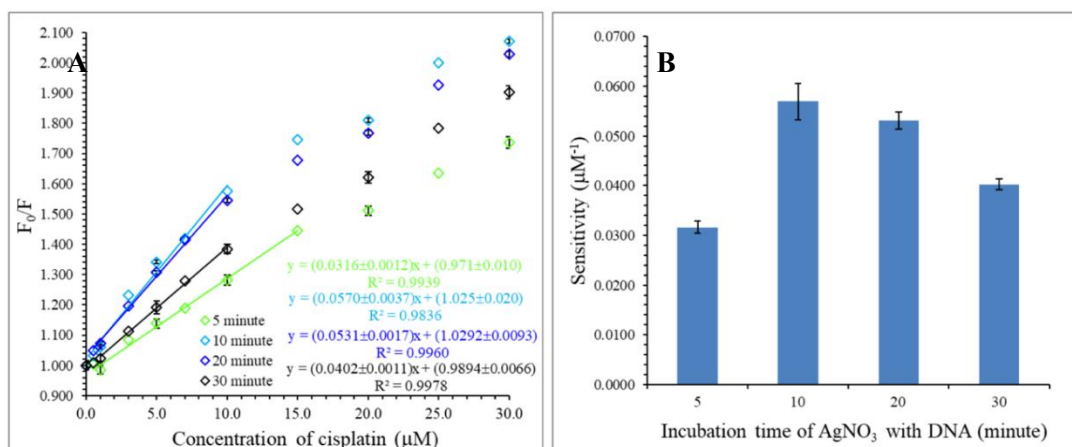 A
F₀/F
2.100
2.000
1.900
1.800
1.700
1.600
1.500
1.400
1.300
1.200
1.100
1.000
0.900
0.0 5.0 10.0 15.0 20.0 25.0 30.0
Concentration of cisplatin (μM)
5 minute
10 minute
20 minute
30 minute
y = (0.0316±0.0012)x + (0.971±0.010)
R² = 0.9939
y = (0.0570±0.0037)x + (1.025±0.020)
R² = 0.9836
y = (0.0531±0.0017)x + (1.0292±0.0093)
R² = 0.9960
y = (0.0402±0.0011)x + (0.9894±0.0066)
R² = 0.9978
B
Sensitivity (μM⁻¹)
0.0700
0.0600
0.0500
0.0400
0.0300
0.0200
0.0100
0.0000
5 10 20 30
Incubation time of AgNO₃ with DNA (minute)